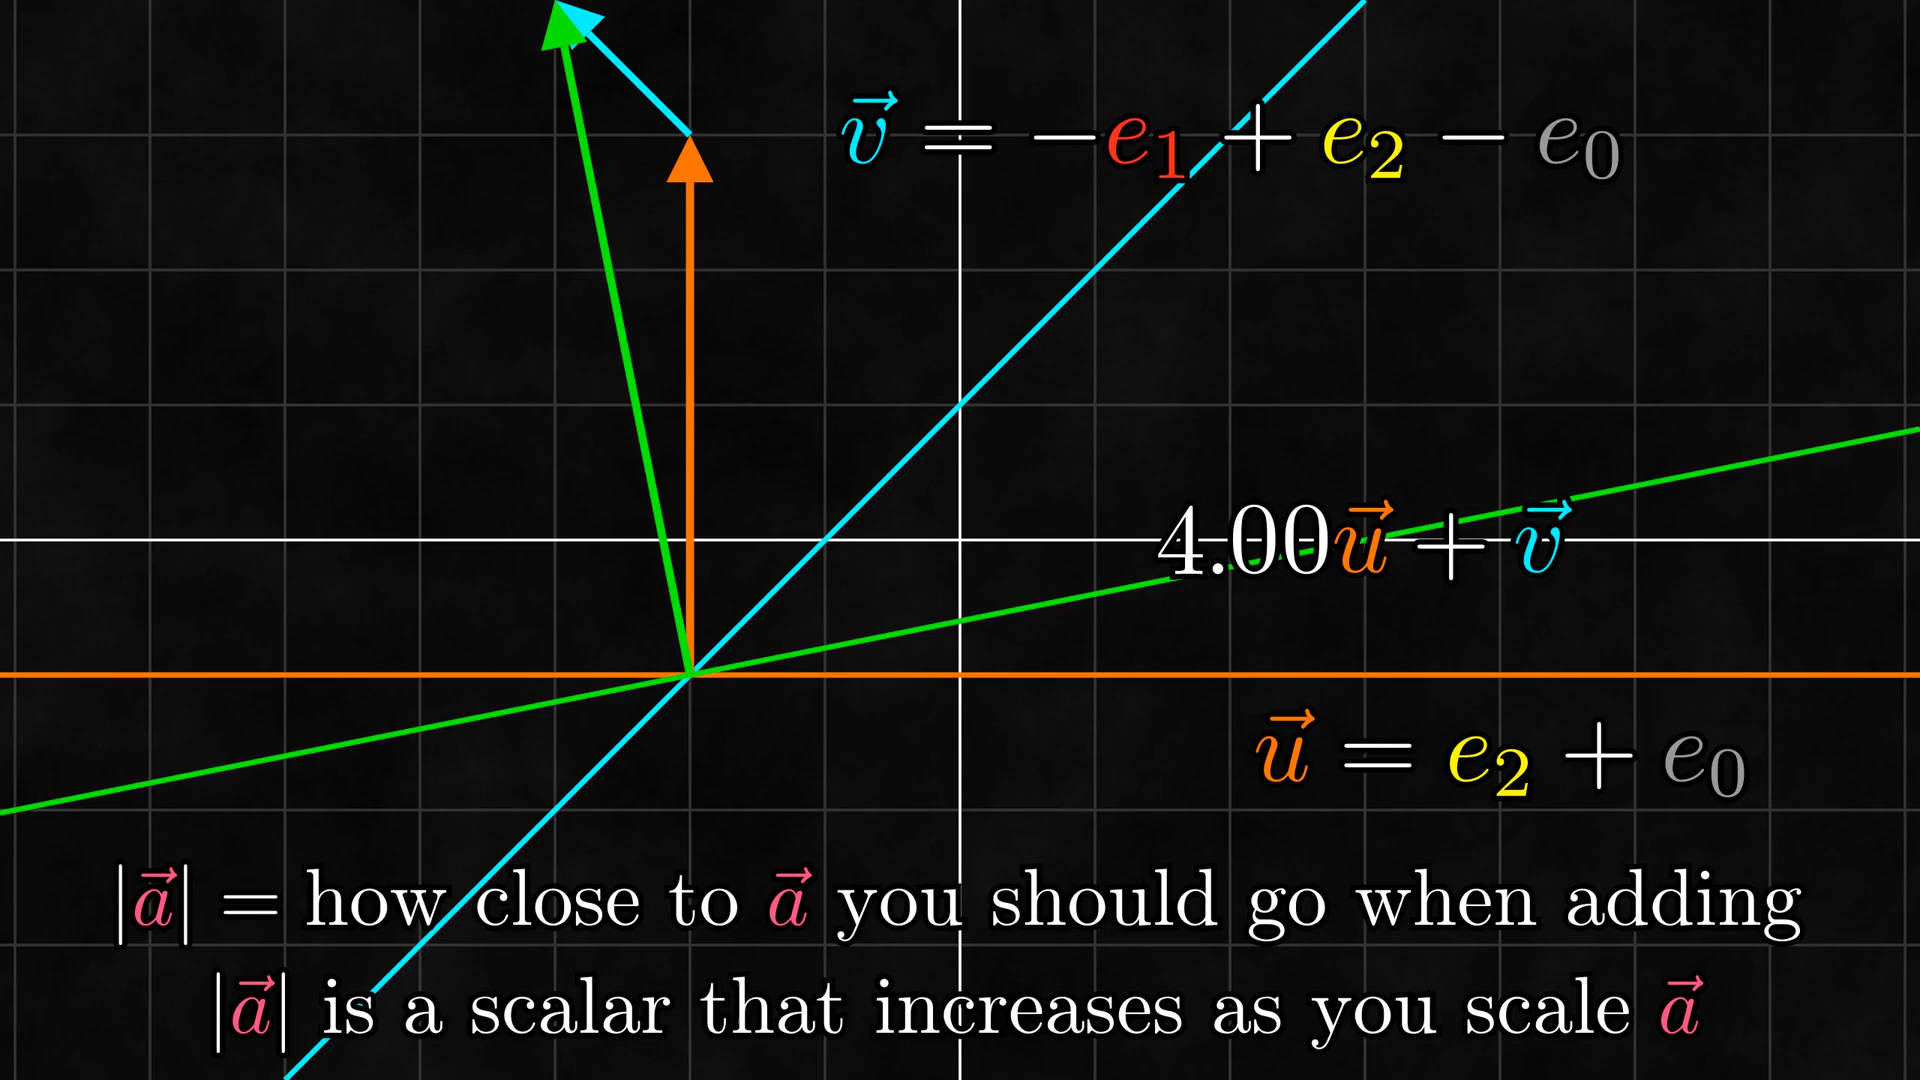 v⃗ = −e₁ + e₂ − e₀
4.00u⃗ + v⃗
u⃗ = e₂ + e₀
|a⃗| = how close to a⃗ you should go when adding
|a⃗| is a scalar that increases as you scale a⃗